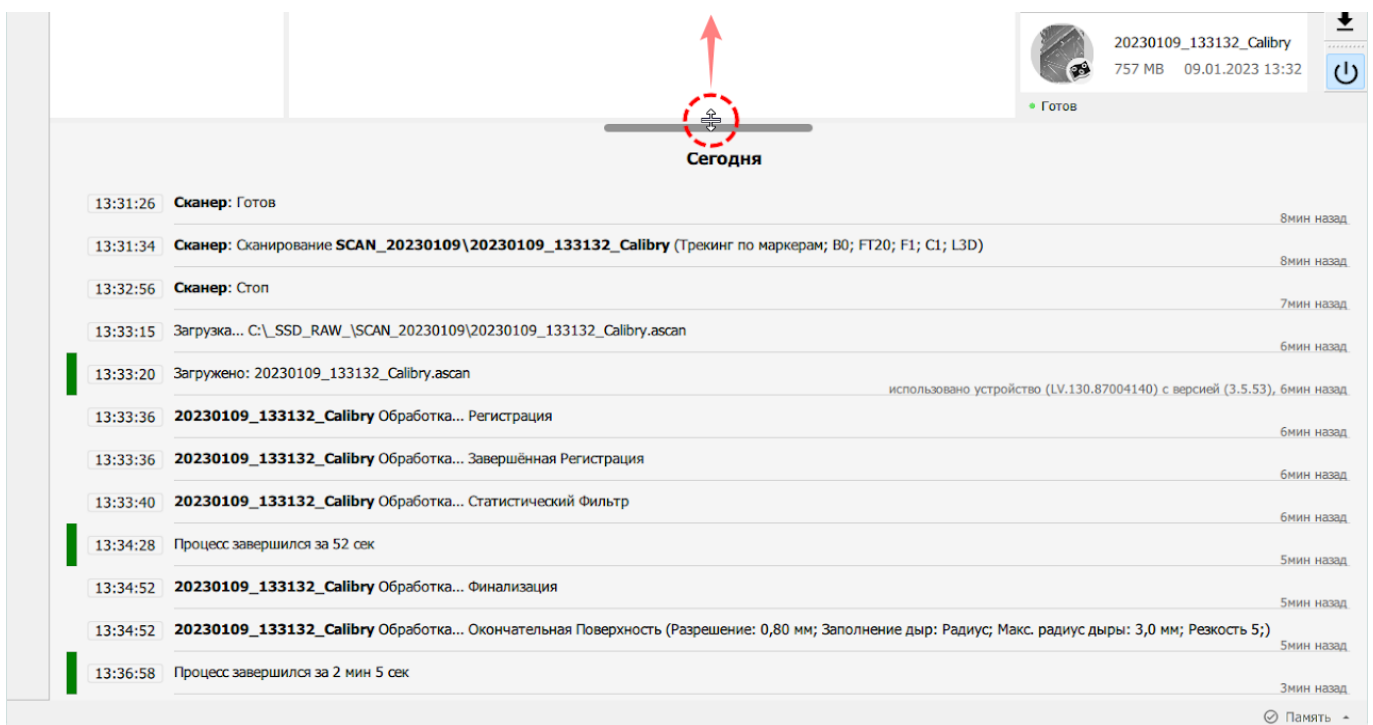 20230109_133132_Calibry
757 MB 09.01.2023 13:32
Готов
Сегодня
13:31:26 Сканер: Готов
8мин назад
13:31:34 Сканер: Сканирование SCAN_20230109\20230109_133132_Calibry (Трекинг по маркерам; B0; FT20; F1; C1; L3D)
8мин назад
13:32:56 Сканер: Стоп
7мин назад
13:33:15 Загрузка... C:\_SSD_RAW_\SCAN_20230109\20230109_133132_Calibry.ascan
6мин назад
13:33:20 Загружено: 20230109_133132_Calibry.ascan
использовано устройство (LV.130.87004140) с версией (3.5.53), 6мин назад
13:33:36 20230109_133132_Calibry Обработка... Регистрация
6мин назад
13:33:36 20230109_133132_Calibry Обработка... Завершённая Регистрация
6мин назад
13:33:40 20230109_133132_Calibry Обработка... Статистический Фильтр
6мин назад
13:34:28 Процесс завершился за 52 сек
5мин назад
13:34:52 20230109_133132_Calibry Обработка... Финализация
5мин назад
13:34:52 20230109_133132_Calibry Обработка... Окончательная Поверхность (Разрешение: 0,80 мм; Заполнение дыр: Радиус; Макс. радиус дыры: 3,0 мм; Резкость 5;)
5мин назад
13:36:58 Процесс завершился за 2 мин 5 сек
3мин назад
Память